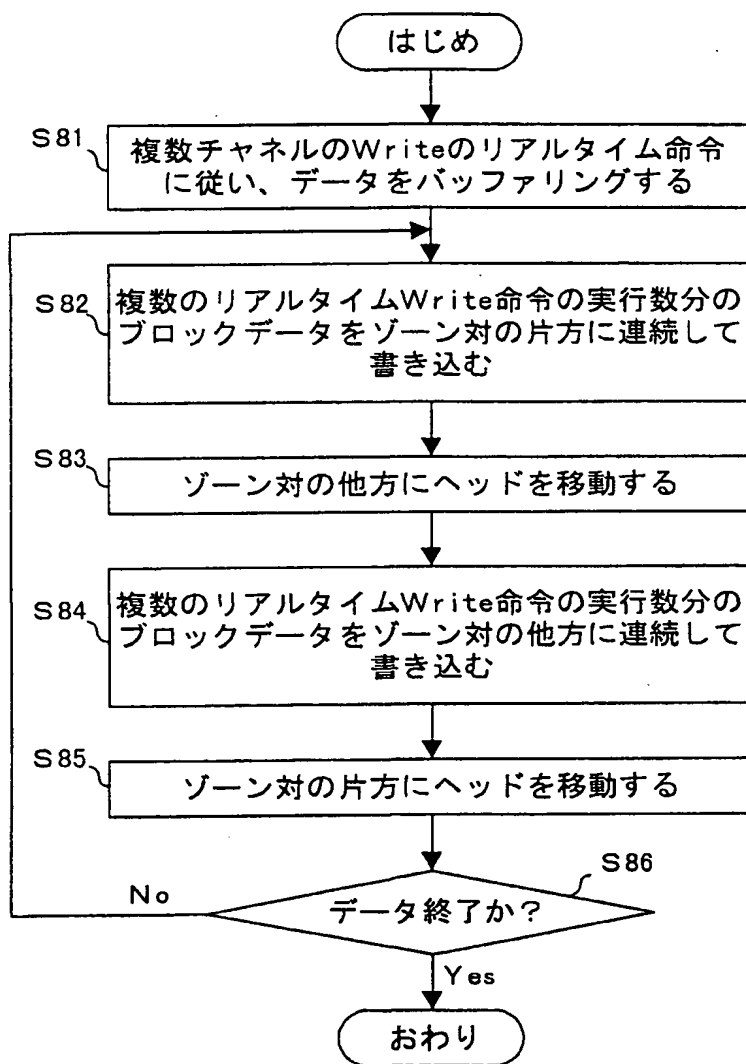 はじめ
S81
複数チャネルのWriteのリアルタイム命令
に従い、データをバッファリングする
S82
複数のリアルタイムWrite命令の実行数分の
ブロックデータをゾーン対の片方に連続して
書き込む
S83
ゾーン対の他方にヘッドを移動する
S84
複数のリアルタイムWrite命令の実行数分の
ブロックデータをゾーン対の他方に連続して
書き込む
S85
ゾーン対の片方にヘッドを移動する
S86
No
データ終了か?
Yes
おわり